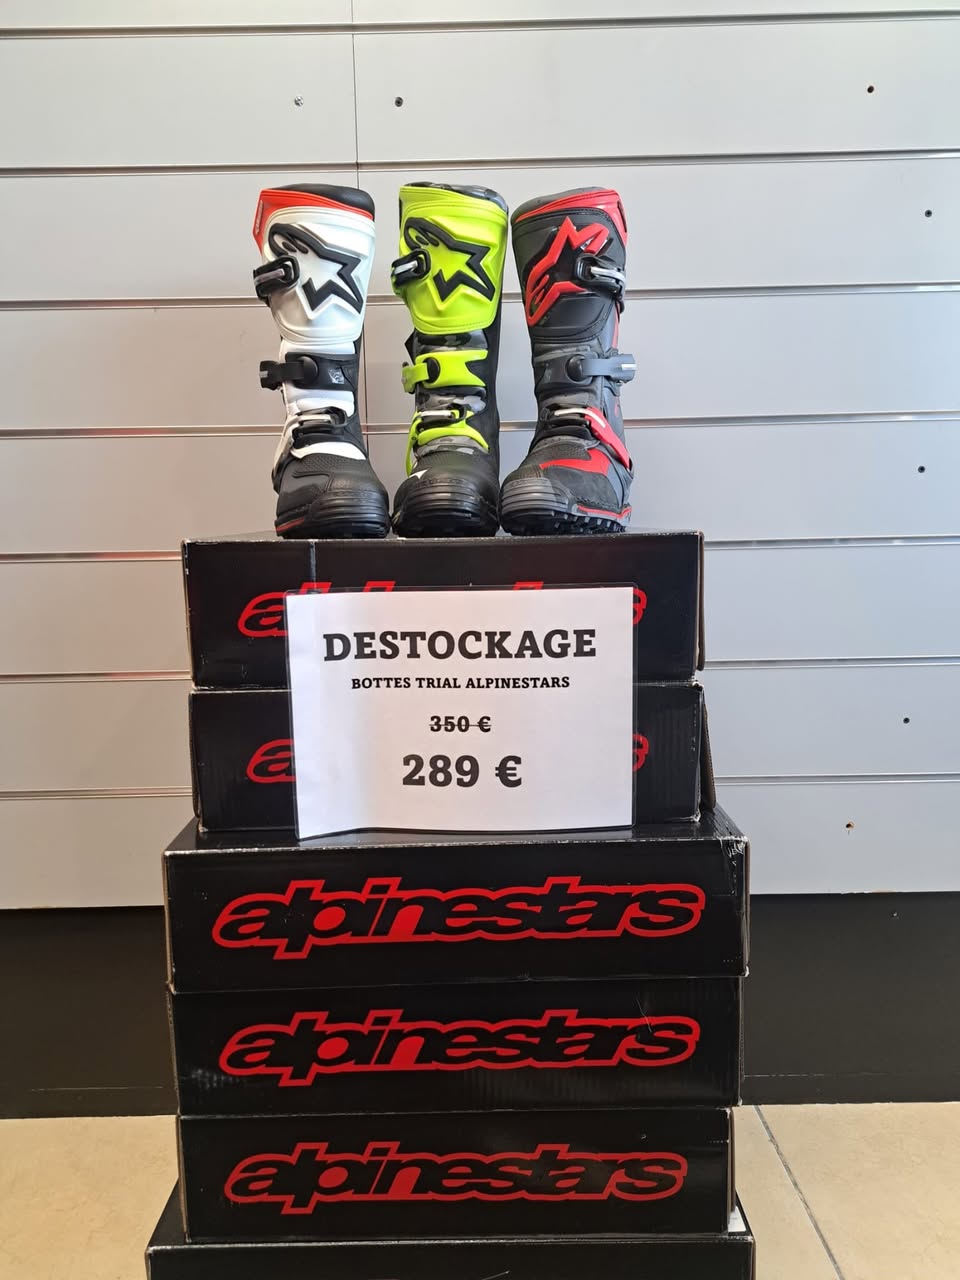 DESTOCKAGE
BOTTES TRIAL ALPINESTARS
350 €
289 €
alpinestars
alpinestars
alpinestars